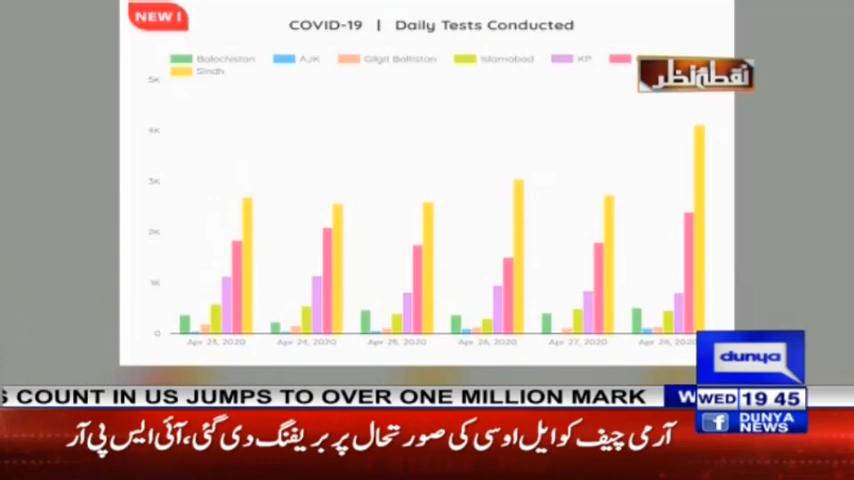 NEW !
COVID-19 | Daily Tests Conducted
Balochistan AJK Gilgit Baltistan Islamabad KP
Sindh
نقطۂ نظر
5K
4K
3K
2K
1K
0
Apr 23, 2020 Apr 24, 2020 Apr 25, 2020 Apr 26, 2020 Apr 27, 2020 Apr 28, 2020
dunya
S COUNT IN US JUMPS TO OVER ONE MILLION MARK
W
WED 19 45
f DUNYA NEWS
آرمی چیف کو ایل او سی کی صورتحال پر بریفنگ دی گئی، آئی ایس پی آر